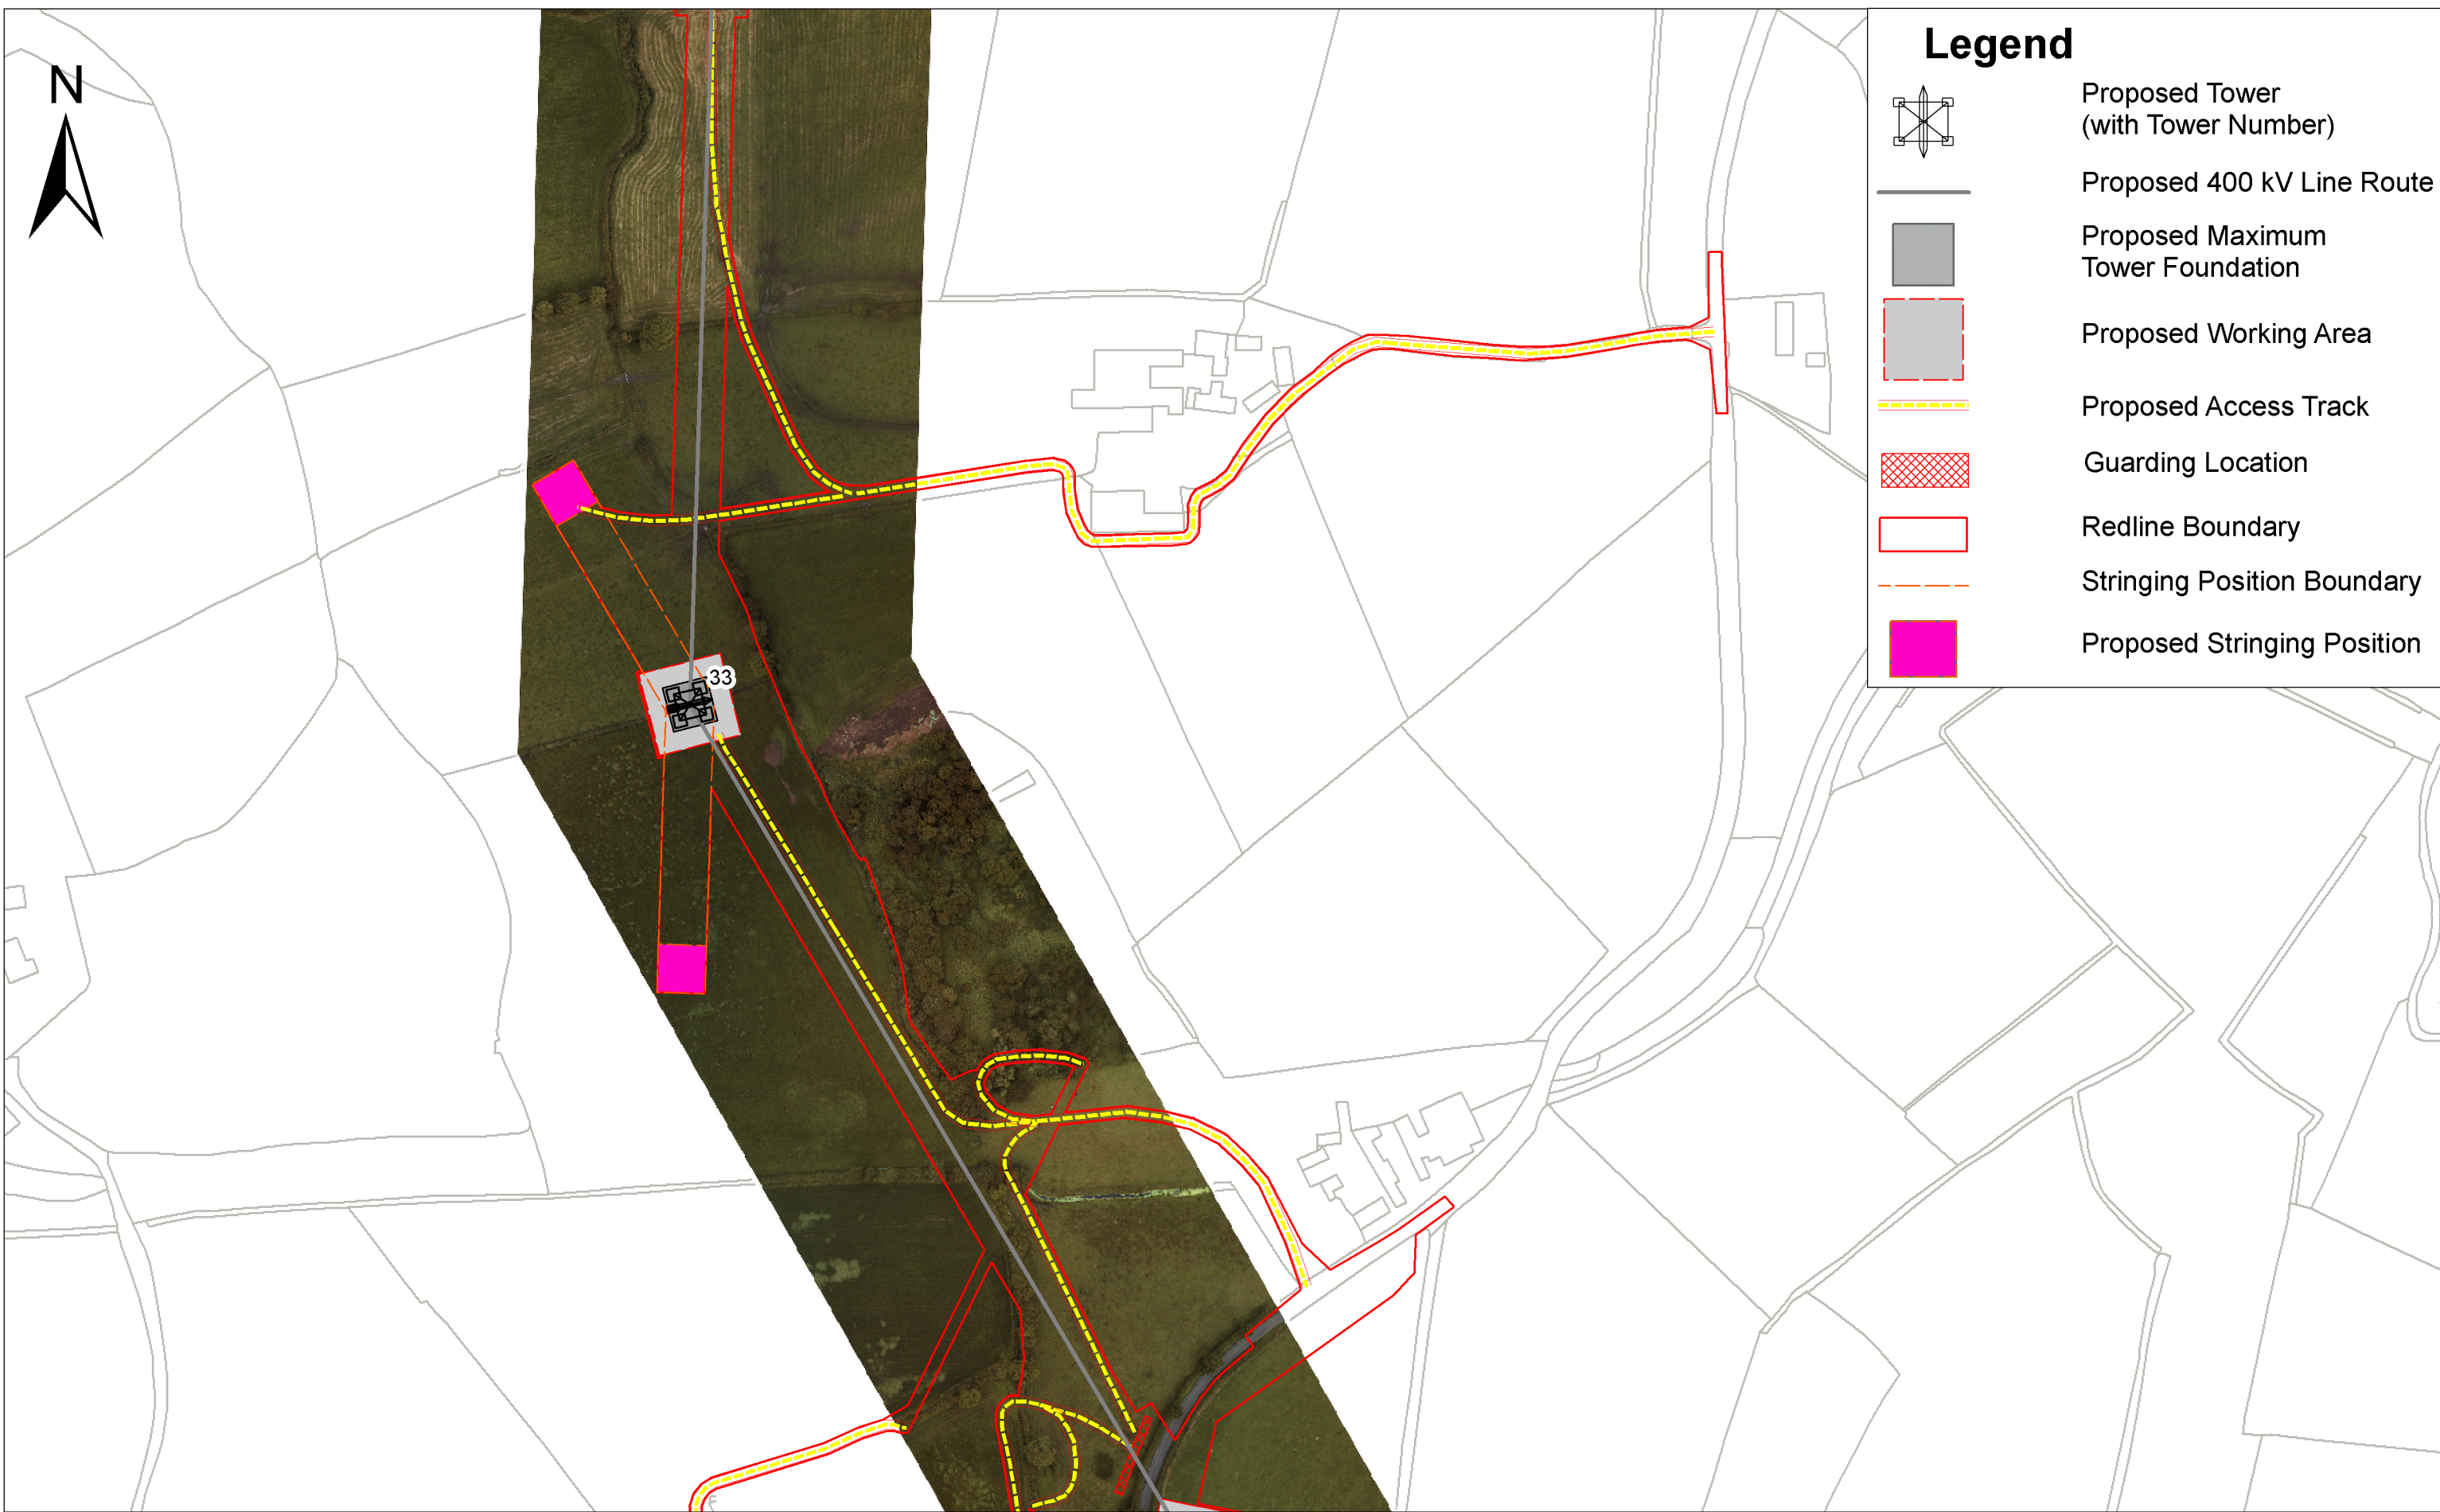 N
33
Legend
Proposed Tower
(with Tower Number)
Proposed 400 kV Line Route
Proposed Maximum
Tower Foundation
Proposed Working Area
Proposed Access Track
Guarding Location
Redline Boundary
Stringing Position Boundary
Proposed Stringing Position